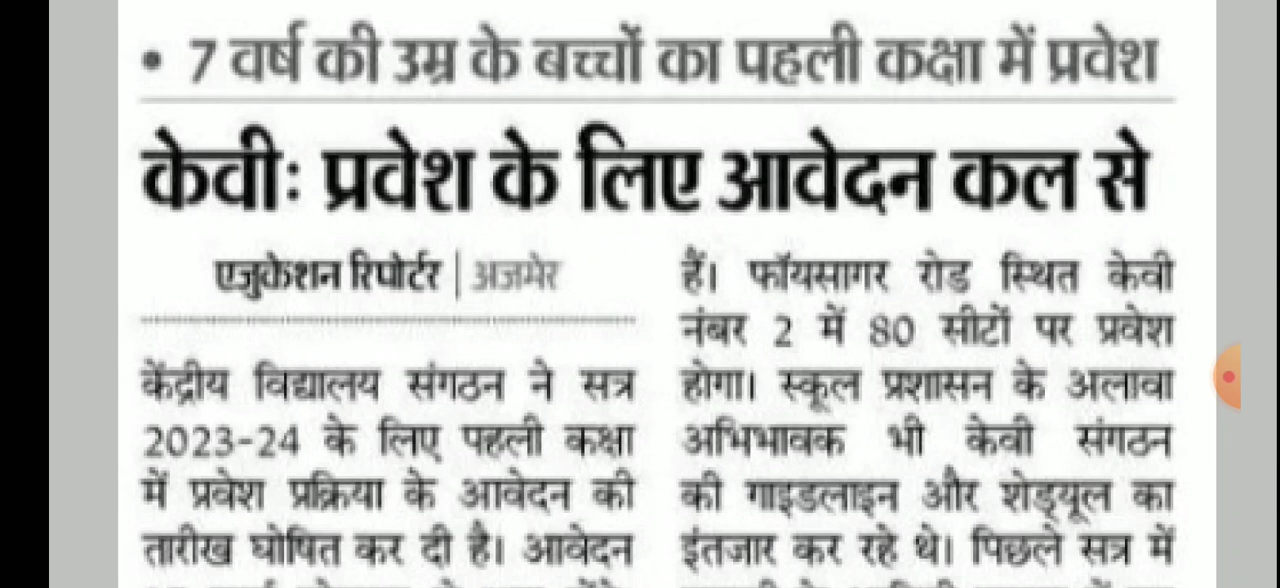 • 7 वर्ष की उम्र के बच्चों का पहली कक्षा में प्रवेश
केवीः प्रवेश के लिए आवेदन कल से
एजुकेशन रिपोर्टर | अजमेर
केंद्रीय विद्यालय संगठन ने सत्र
2023-24 के लिए पहली कक्षा
में प्रवेश प्रक्रिया के आवेदन की
तारीख घोषित कर दी है। आवेदन
हैं। फॉयसागर रोड स्थित केवी
नंबर 2 में 80 सीटों पर प्रवेश
होगा। स्कूल प्रशासन के अलावा
अभिभावक भी केवी संगठन
की गाइडलाइन और शेड्यूल का
इंतजार कर रहे थे। पिछले सत्र में